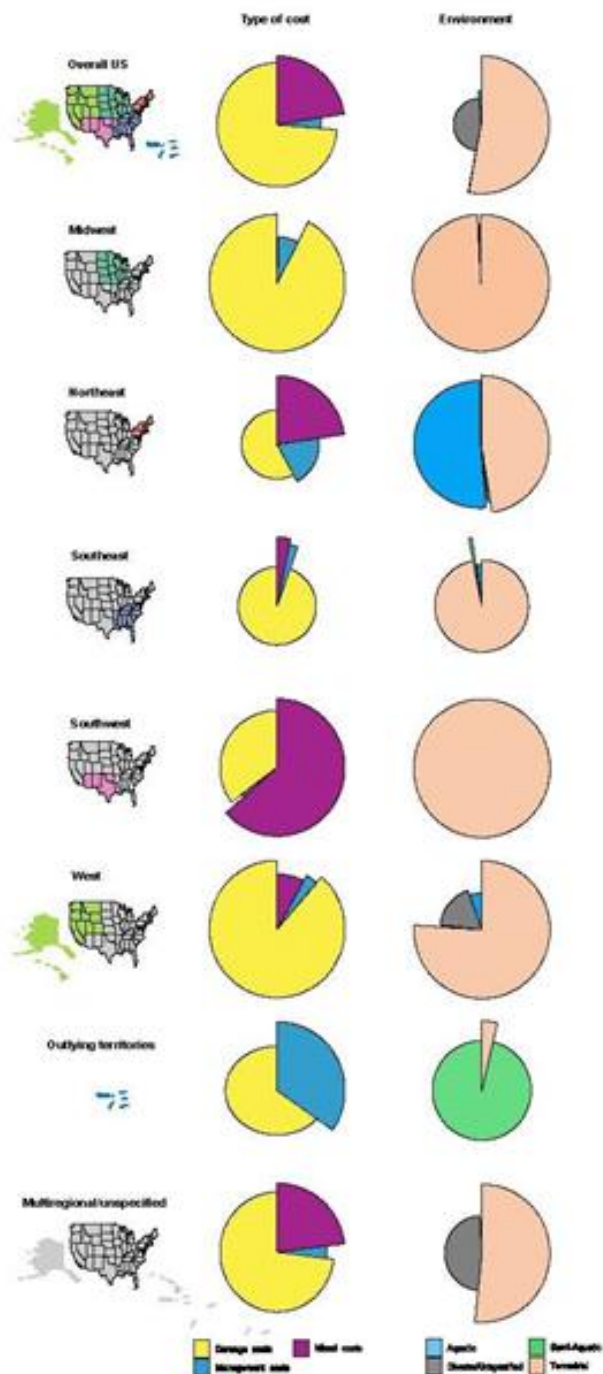 Type of cost Environment
Overall US
Midwest
Northeast
Southeast
Southwest
West
Outlying territories
Multiregional/unspecified
Damage costs Mixed costs Aquatic Semi-Aquatic
Management costs Diverse/Unspecified Terrestrial